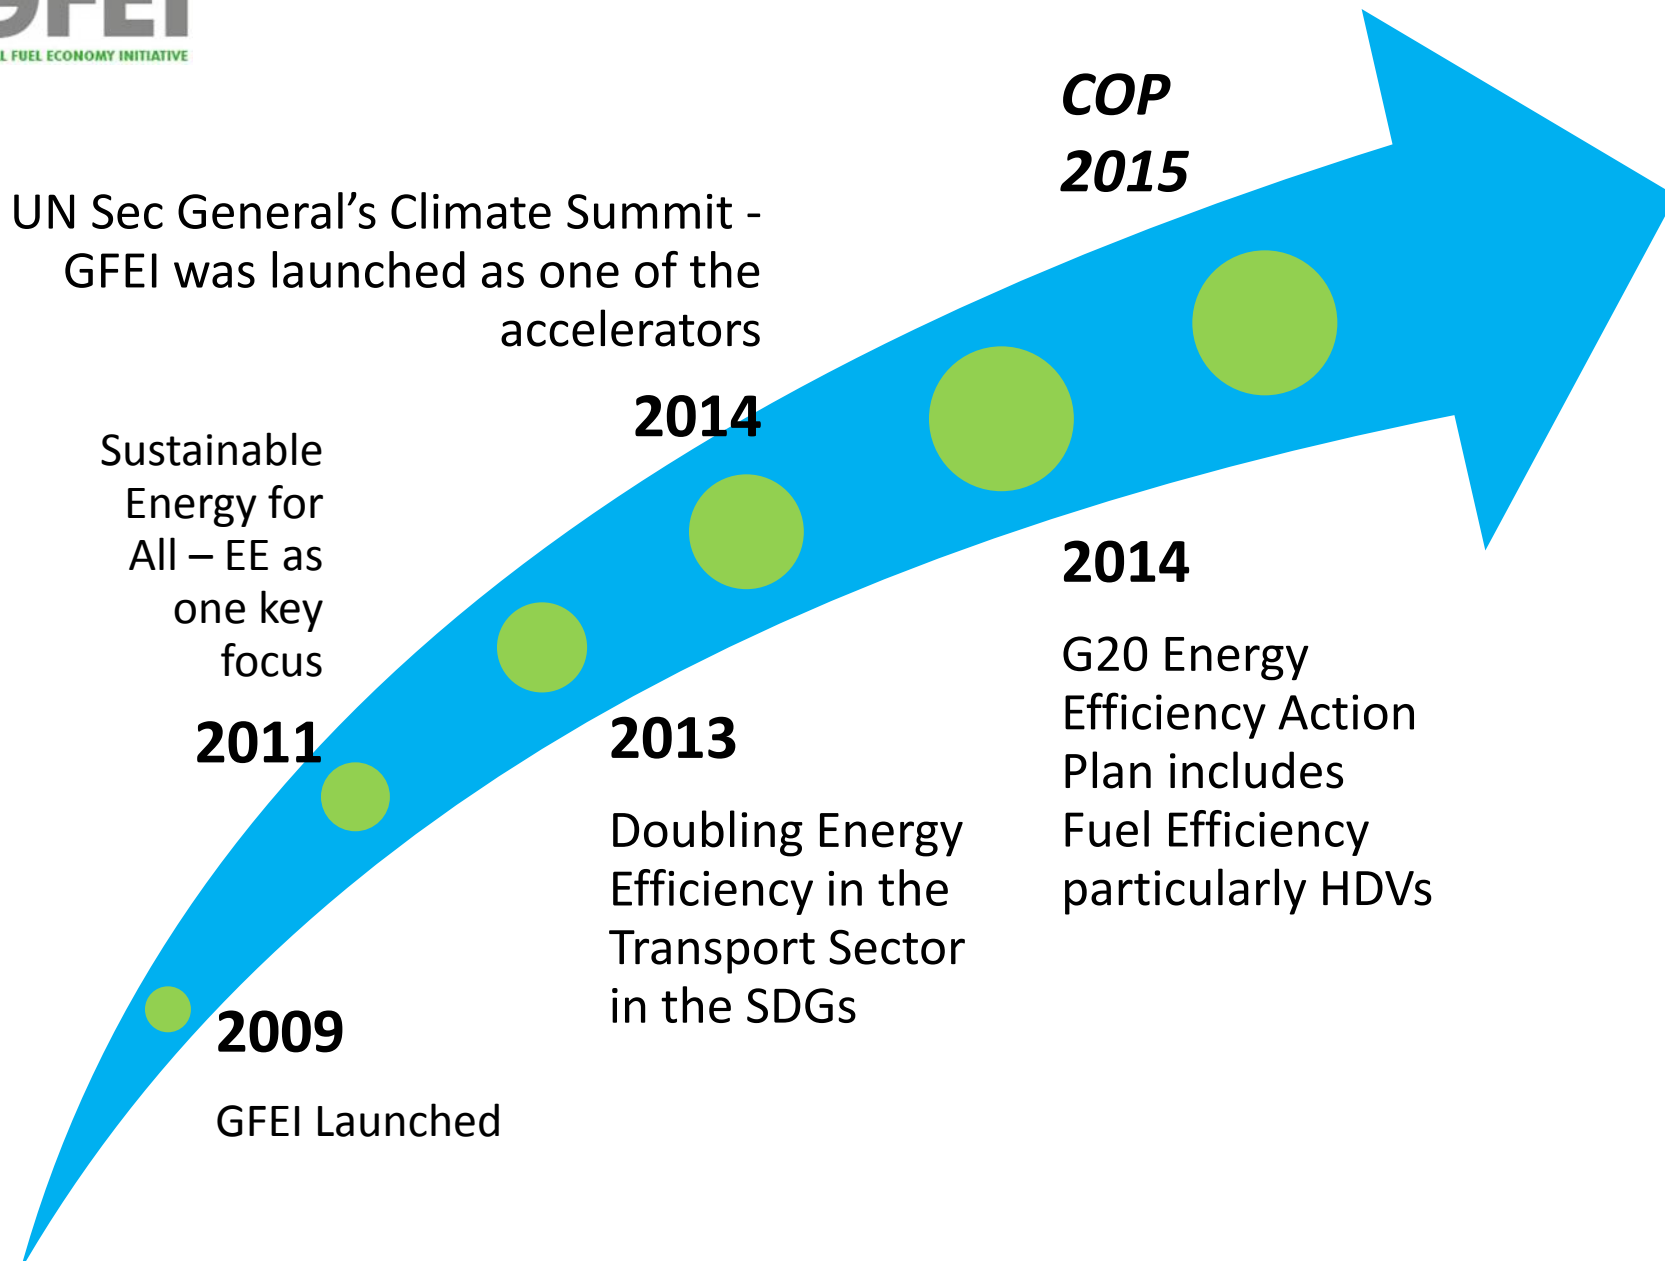 GFEI
L FUEL ECONOMY INITIATIVE
COP
2015
UN Sec General’s Climate Summit -
GFEI was launched as one of the
accelerators
2014
Sustainable
Energy for
All – EE as
one key
focus
2011
2014
G20 Energy
Efficiency Action
Plan includes
Fuel Efficiency
particularly HDVs
2013
Doubling Energy
Efficiency in the
Transport Sector
in the SDGs
2009
GFEI Launched